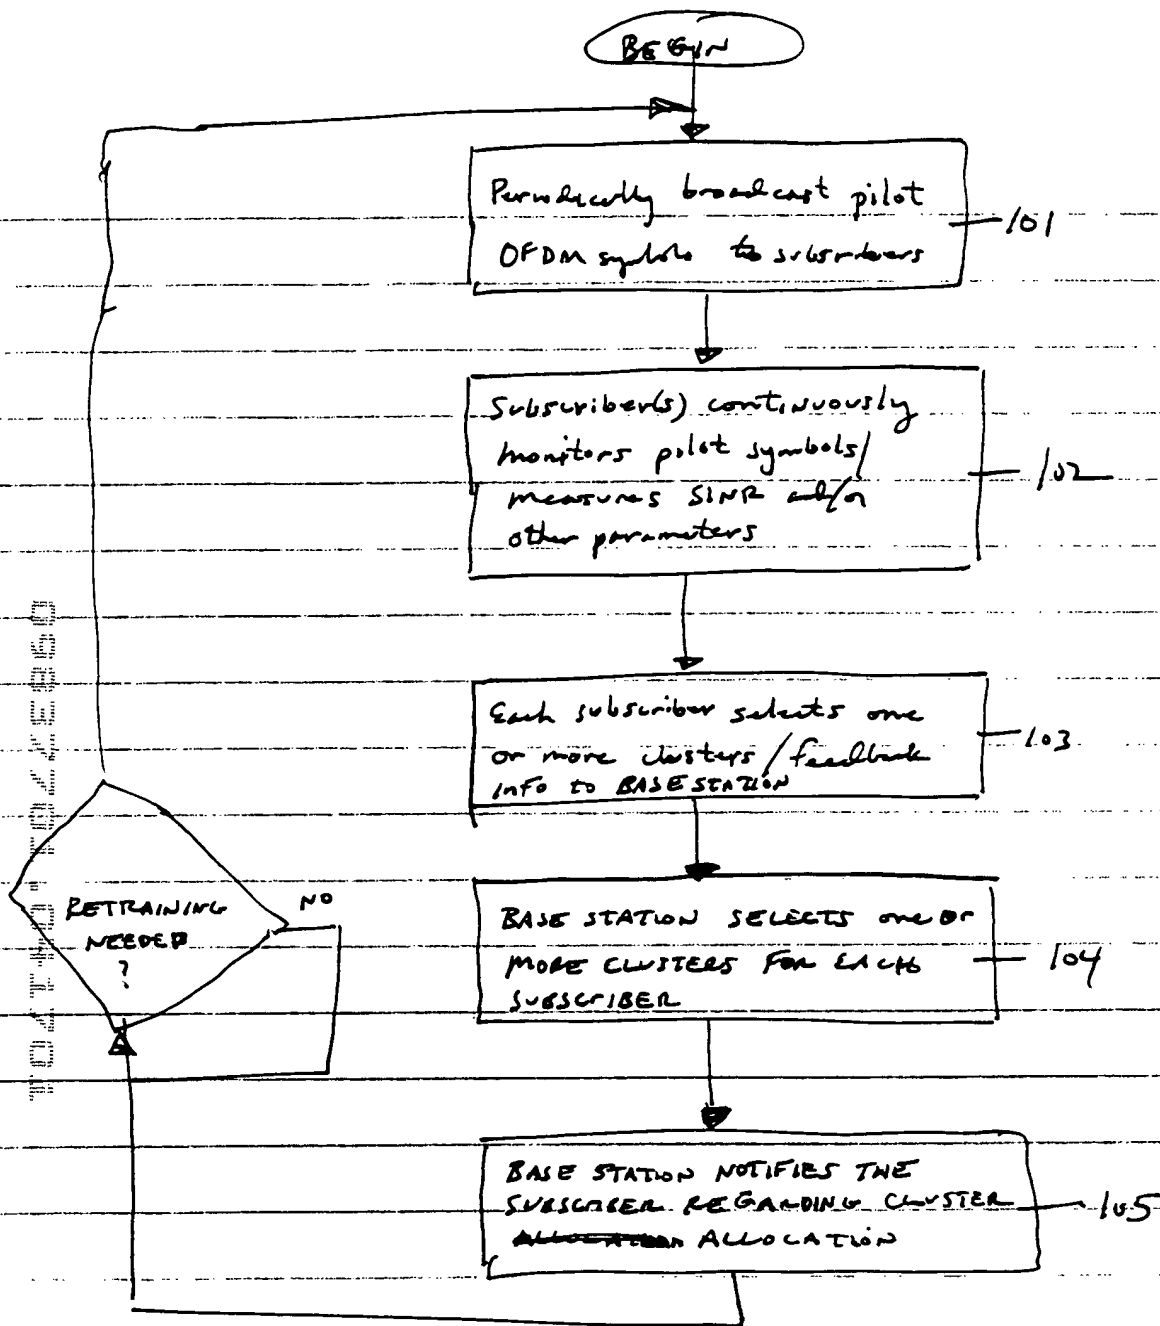 BEGIN
Periodically broadcast pilot
OFDM symbols to subscribers
101
Subscriber(s) continuously
monitors pilot symbols/
measures SINR and/or
other parameters
102
Each subscriber selects one
or more clusters / feedback
info to BASE STATION
103
BASE STATION SELECTS one or
MORE CLUSTERS FOR EACH
SUBSCRIBER
104
BASE STATION NOTIFIES THE
SUBSCRIBER REGARDING CLUSTER
ALLOCATION
105
RETRAINING
NEEDED
?
NO